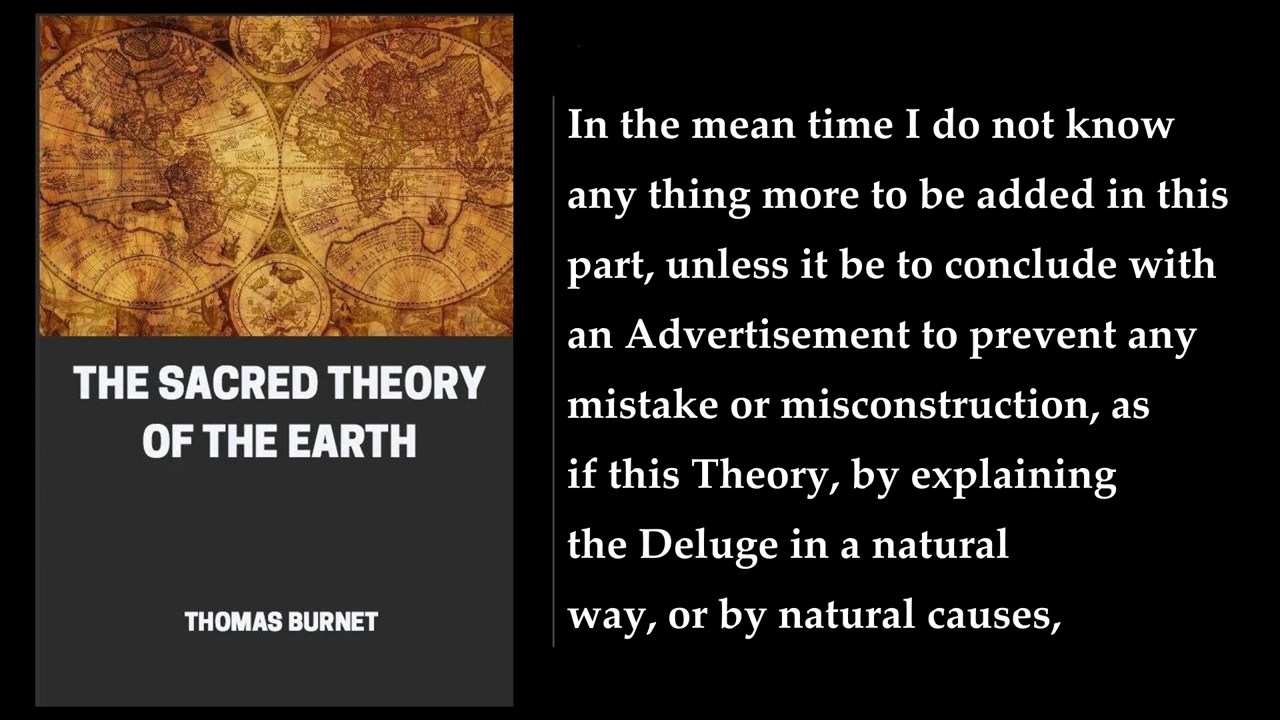 THE SACRED THEORY
OF THE EARTH
THOMAS BURNET
In the mean time I do not know
any thing more to be added in this
part, unless it be to conclude with
an Advertisement to prevent any
mistake or misconstruction, as
if this Theory, by explaining
the Deluge in a natural
way, or by natural causes,